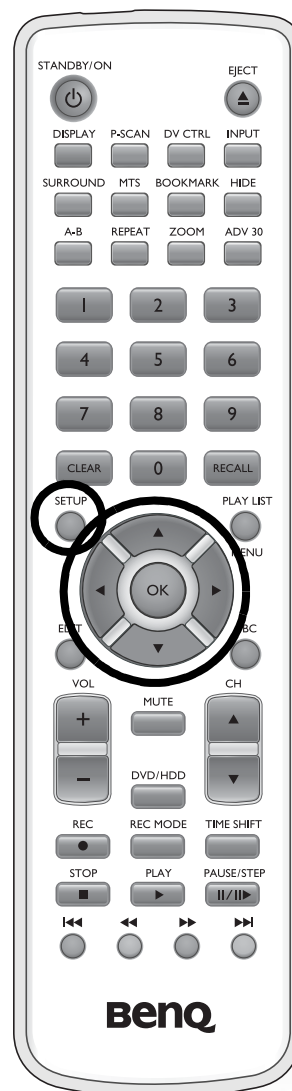 STANDBY/ON EJECT
DISPLAY P-SCAN DV CTRL INPUT
SURROUND MTS BOOKMARK HIDE
A-B REPEAT ZOOM ADV 30
1 2 3
4 5 6
7 8 9
CLEAR 0 RECALL
SETUP PLAY LIST
OK
VOL MUTE CH
+
−
DVD/HDD
REC REC MODE TIME SHIFT
STOP PLAY PAUSE/STEP
BenQ